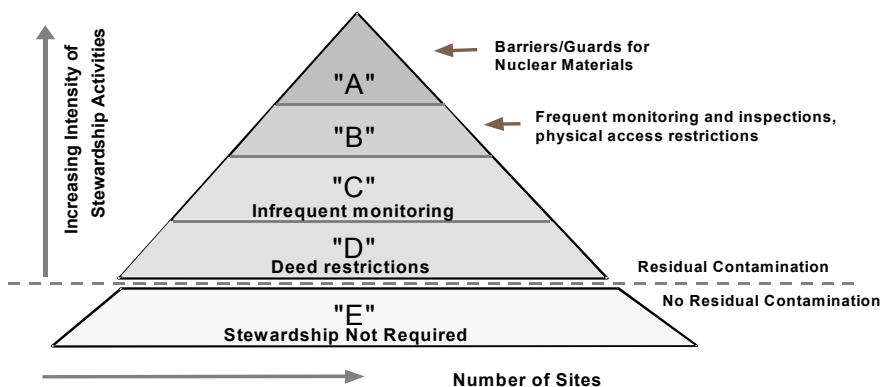 Increasing Intensity of
Stewardship Activities
Barriers/Guards for
Nuclear Materials
"A"
Frequent monitoring and inspections,
physical access restrictions
"B"
"C"
Infrequent monitoring
"D"
Deed restrictions
Residual Contamination
No Residual Contamination
"E"
Stewardship Not Required
Number of Sites